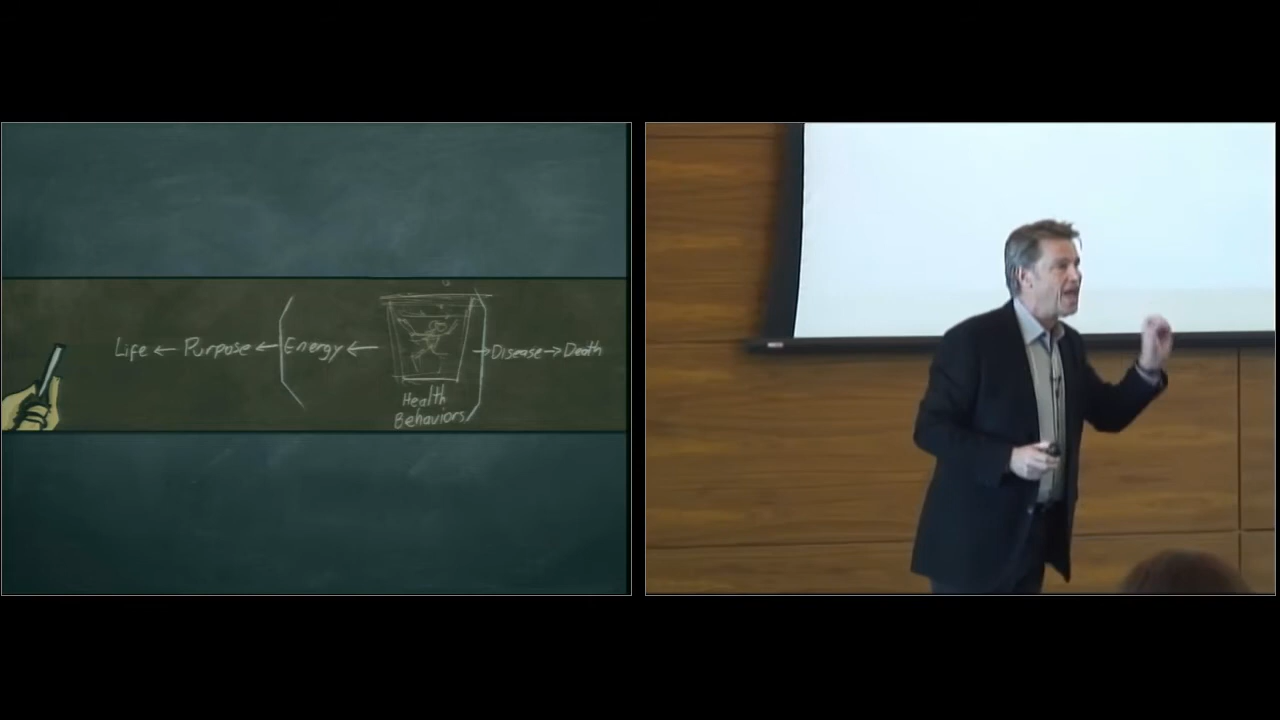 Life ← Purpose ← Energy ← → Disease → Death
Health
Behaviors